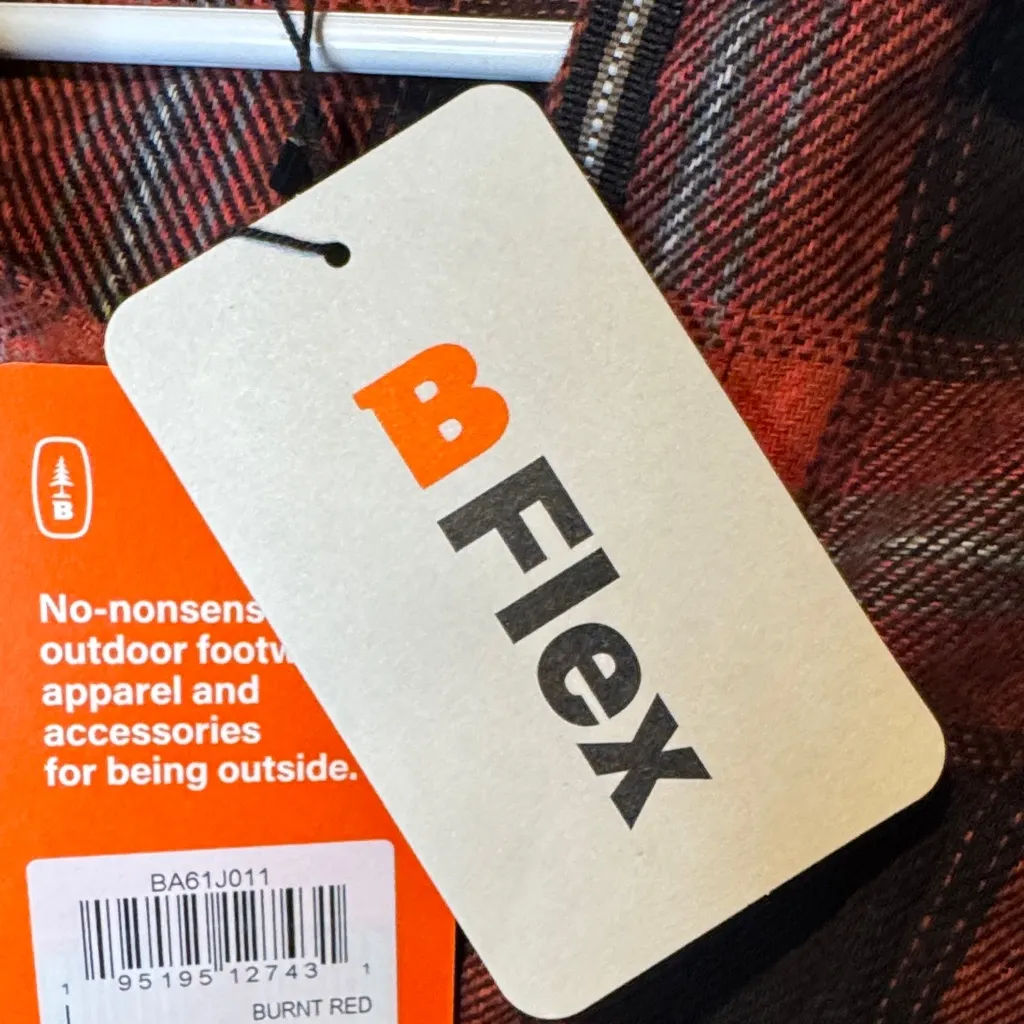 B Flex
B
No-nonsens
outdoor footw
apparel and
accessories
for being outside.
BA61J011
1 95195 12743 1
BURNT RED